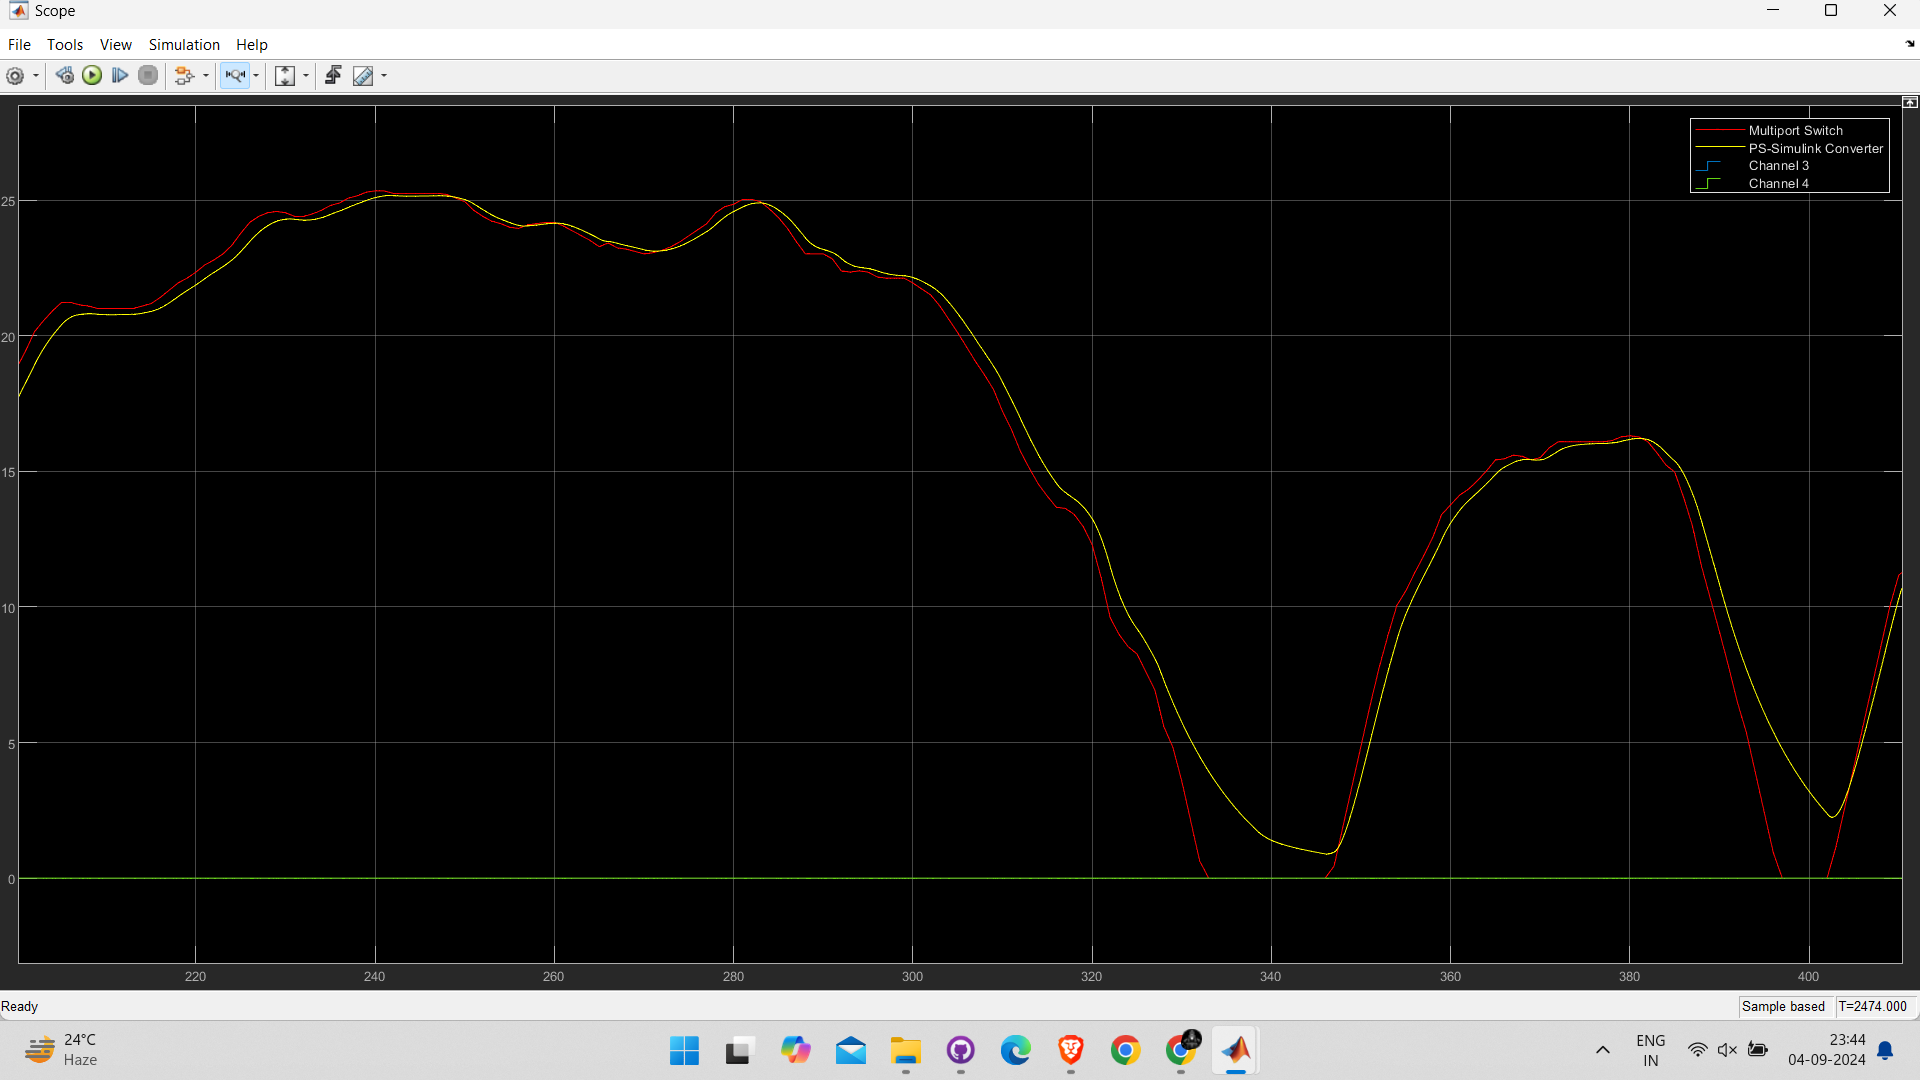 Scope
File Tools View Simulation Help
Multiport Switch
PS-Simulink Converter
Channel 3
Channel 4
25
20
15
10
5
0
220 240 260 280 300 320 340 360 380 400
Ready
Sample based T=2474.000
24°C
Haze
ENG
IN
23:44
04-09-2024